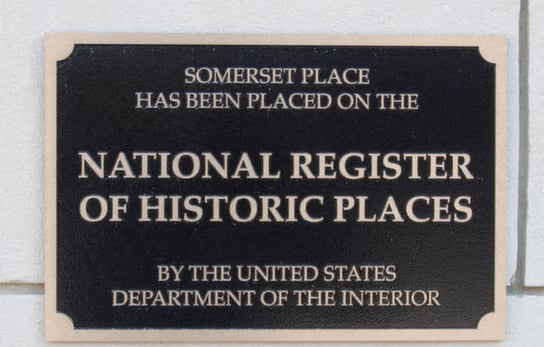 SOMERSET PLACE
HAS BEEN PLACED ON THE
NATIONAL REGISTER
OF HISTORIC PLACES
BY THE UNITED STATES
DEPARTMENT OF THE INTERIOR